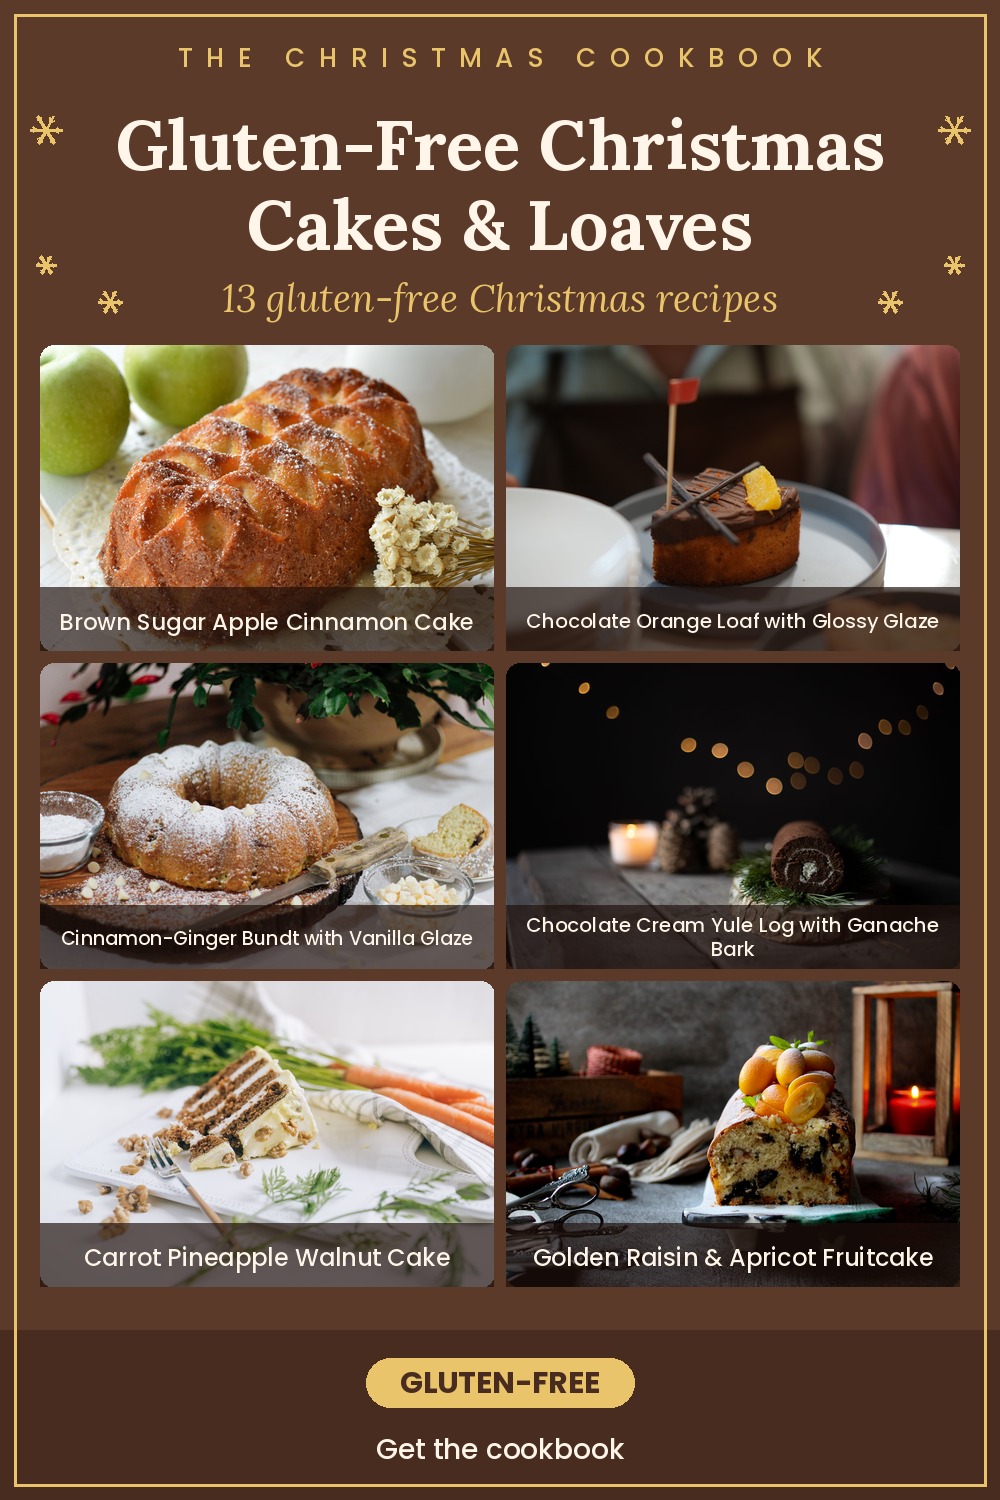 THE CHRISTMAS COOKBOOK
Gluten-Free Christmas
Cakes & Loaves
13 gluten-free Christmas recipes
Brown Sugar Apple Cinnamon Cake
Chocolate Orange Loaf with Glossy Glaze
Cinnamon-Ginger Bundt with Vanilla Glaze
Chocolate Cream Yule Log with Ganache
Bark
Carrot Pineapple Walnut Cake
Golden Raisin & Apricot Fruitcake
GLUTEN-FREE
Get the cookbook